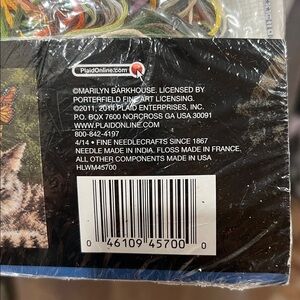 PlaidOnline.com
©MARILYN BARKHOUSE. LICENSED BY
PORTERFIELD FINE ART LICENSING.
©2011, 2014 PLAID ENTERPRISES, INC.
P.O. BOX 7600 NORCROSS GA USA 30091
WWW.PLAIDONLINE.COM
800-842-4197
4/14 • FINE NEEDLECRAFTS SINCE 1867
NEEDLE MADE IN INDIA. FLOSS MADE IN FRANCE.
ALL OTHER COMPONENTS MADE IN USA
HLWM45700
0 46109 45700 0